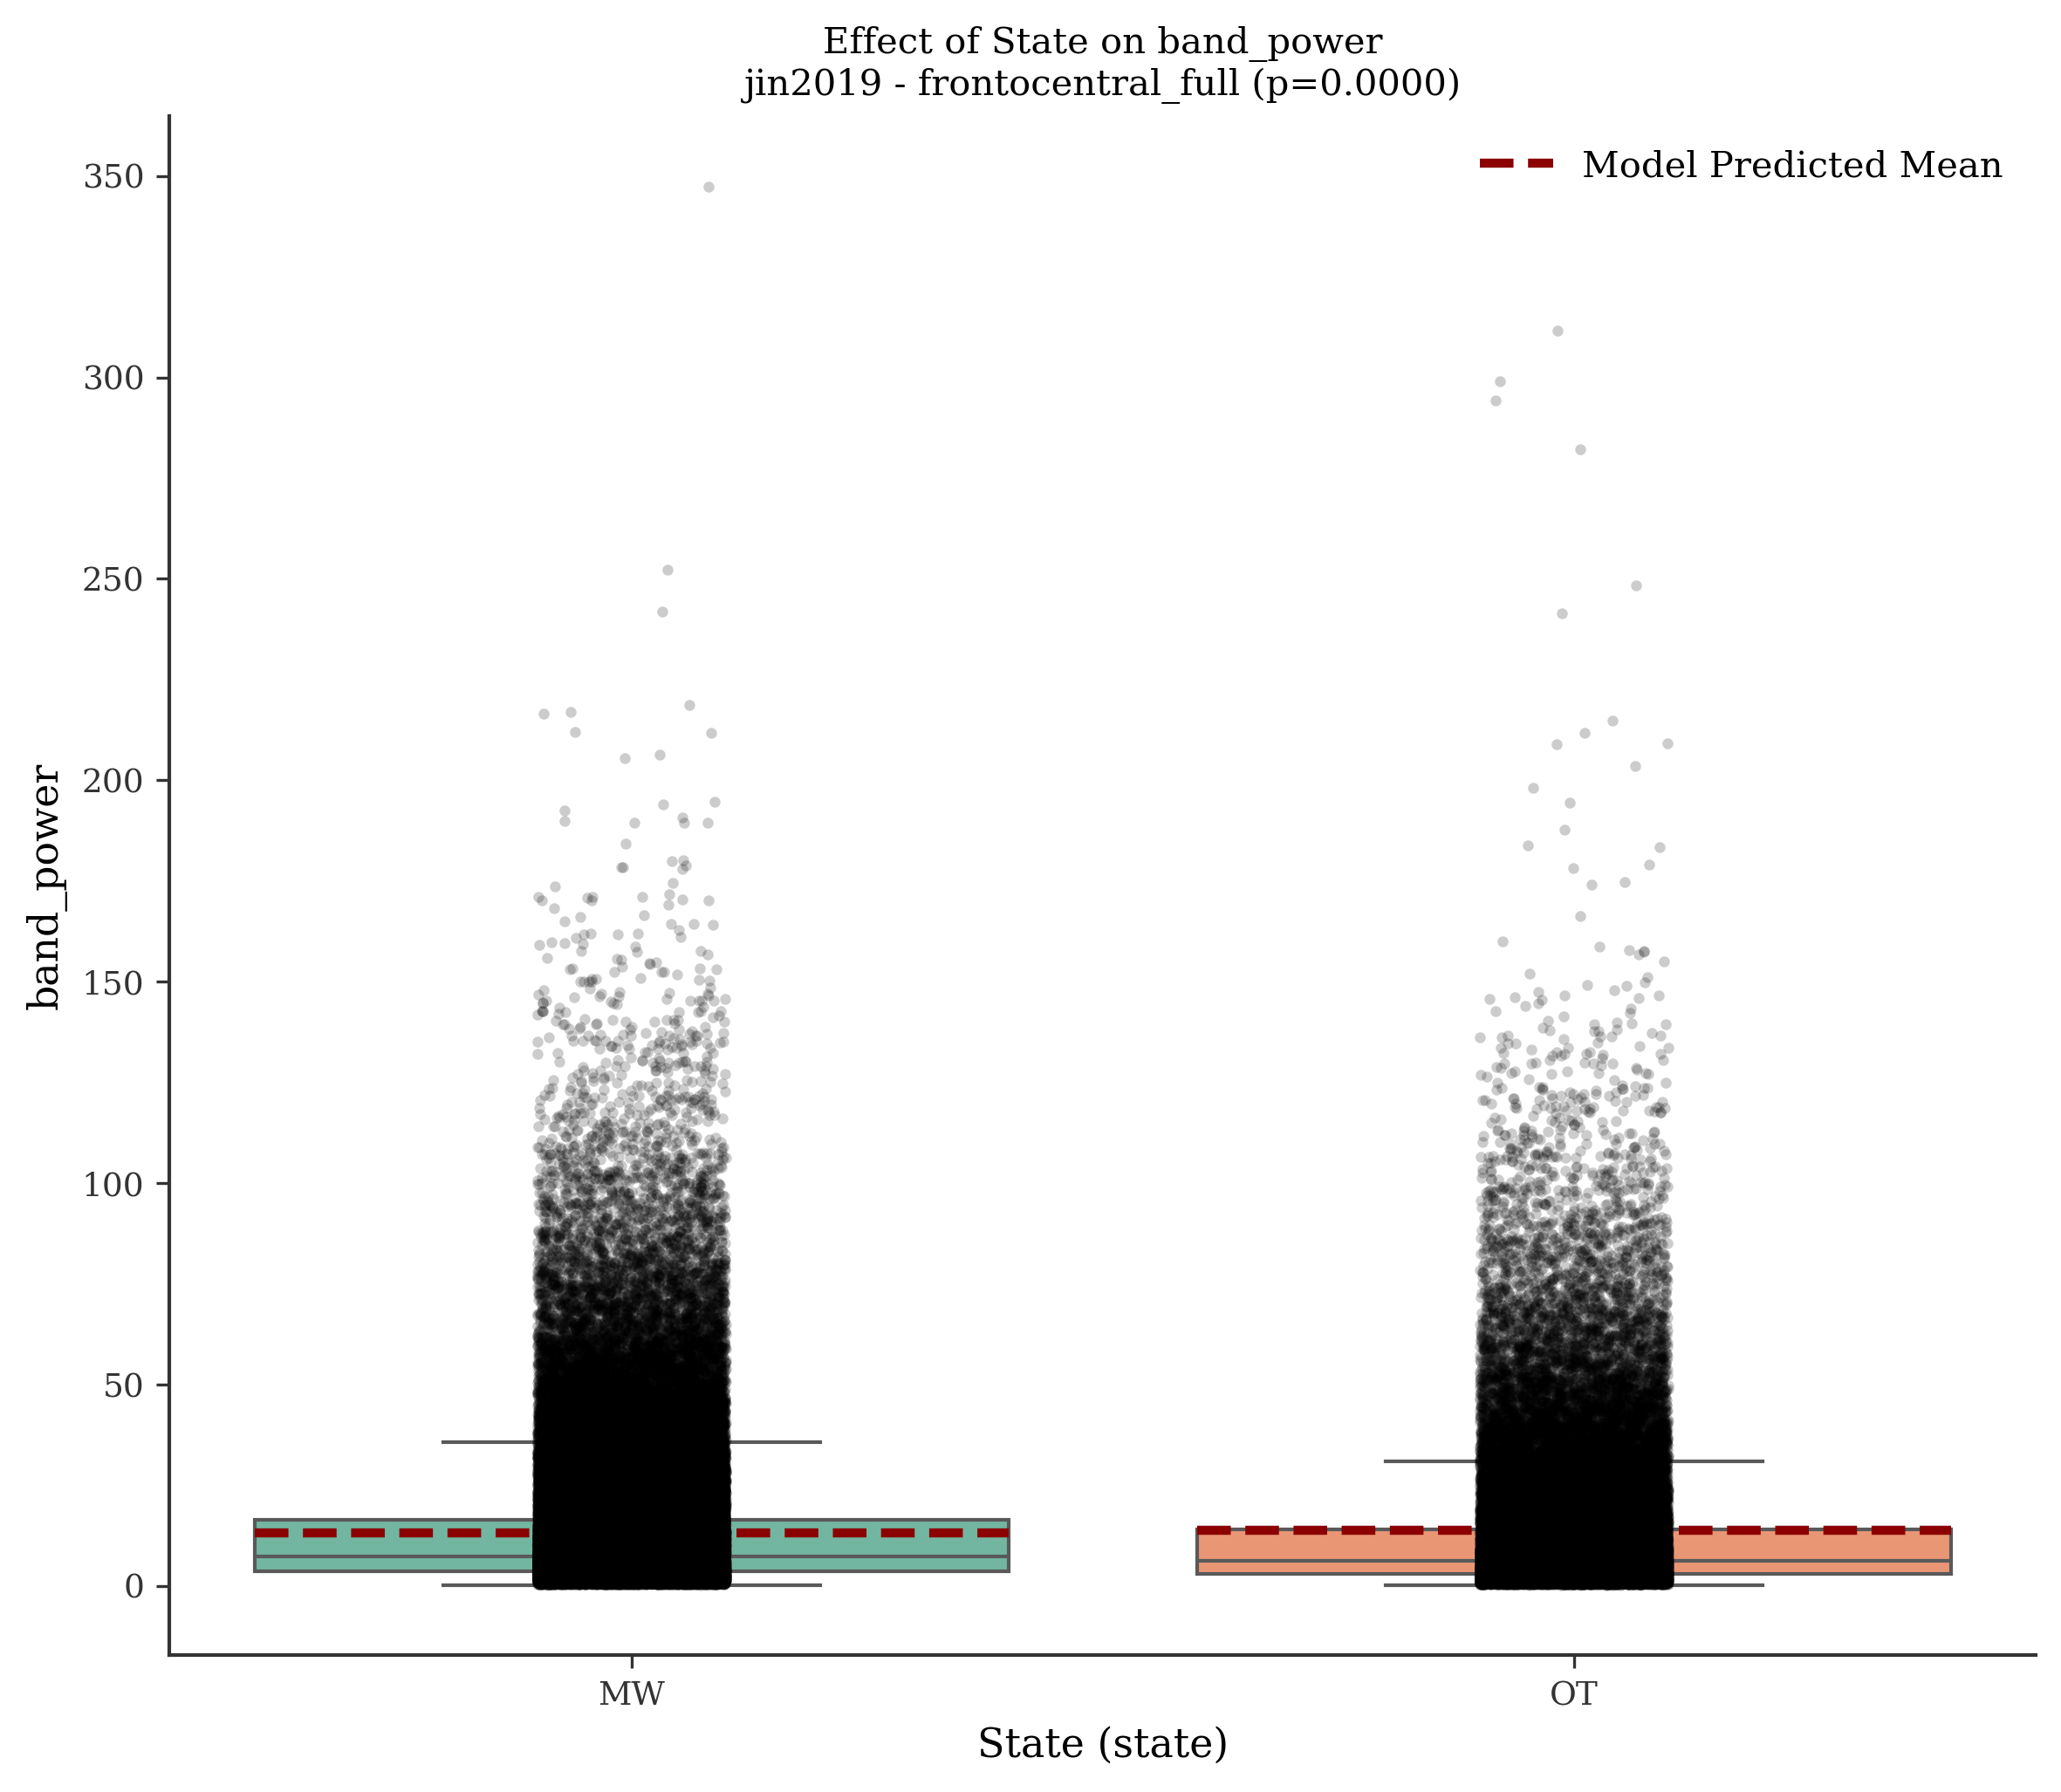 Effect of State on band_power
jin2019 - frontocentral_full (p=0.0000)
Model Predicted Mean
350
300
250
200
150
100
50
0
band_power
MW
OT
State (state)